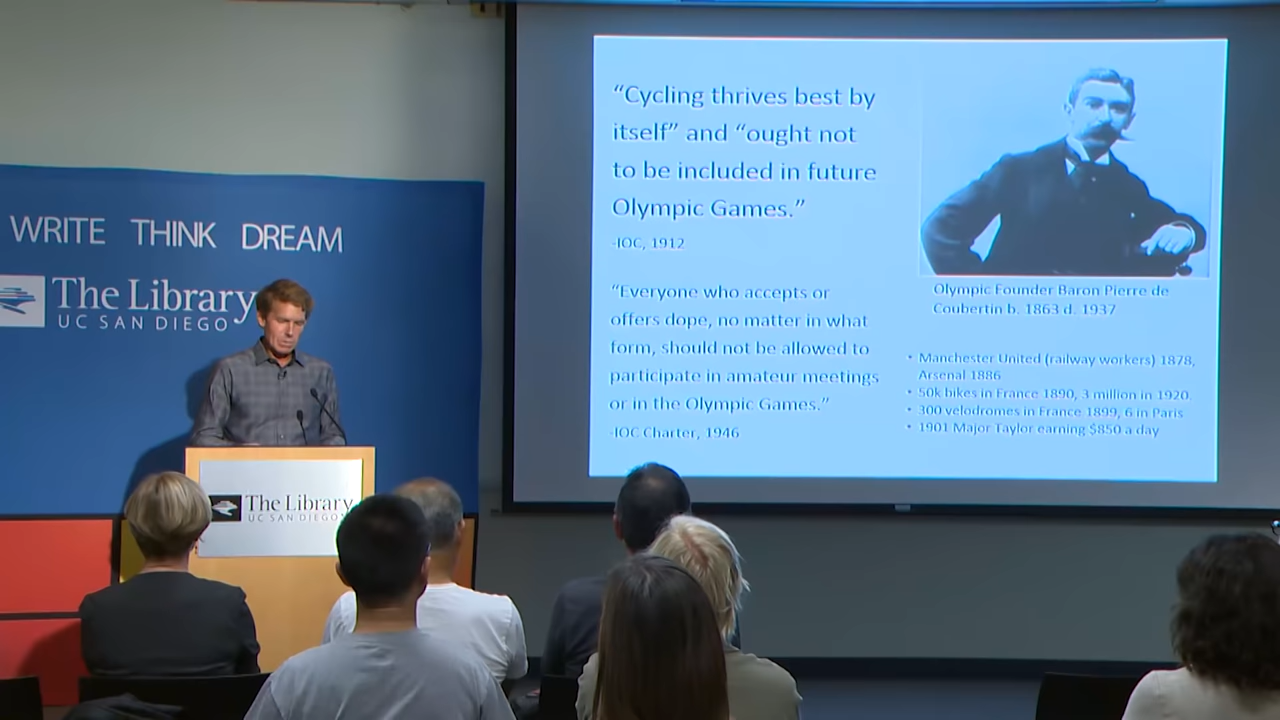 WRITE THINK DREAM
The Library
UC SAN DIEGO
The Library
UC SAN DIEGO
“Cycling thrives best by
itself” and “ought not
to be included in future
Olympic Games.”
-IOC, 1912
“Everyone who accepts or
offers dope, no matter in what
form, should not be allowed to
participate in amateur meetings
or in the Olympic Games.”
-IOC Charter, 1946
Olympic Founder Baron Pierre de
Coubertin b. 1863 d. 1937
• Manchester United (railway workers) 1878,
Arsenal 1886
• 50k bikes in France 1890, 3 million in 1920.
• 300 velodromes in France 1899, 6 in Paris
• 1901 Major Taylor earning $850 a day